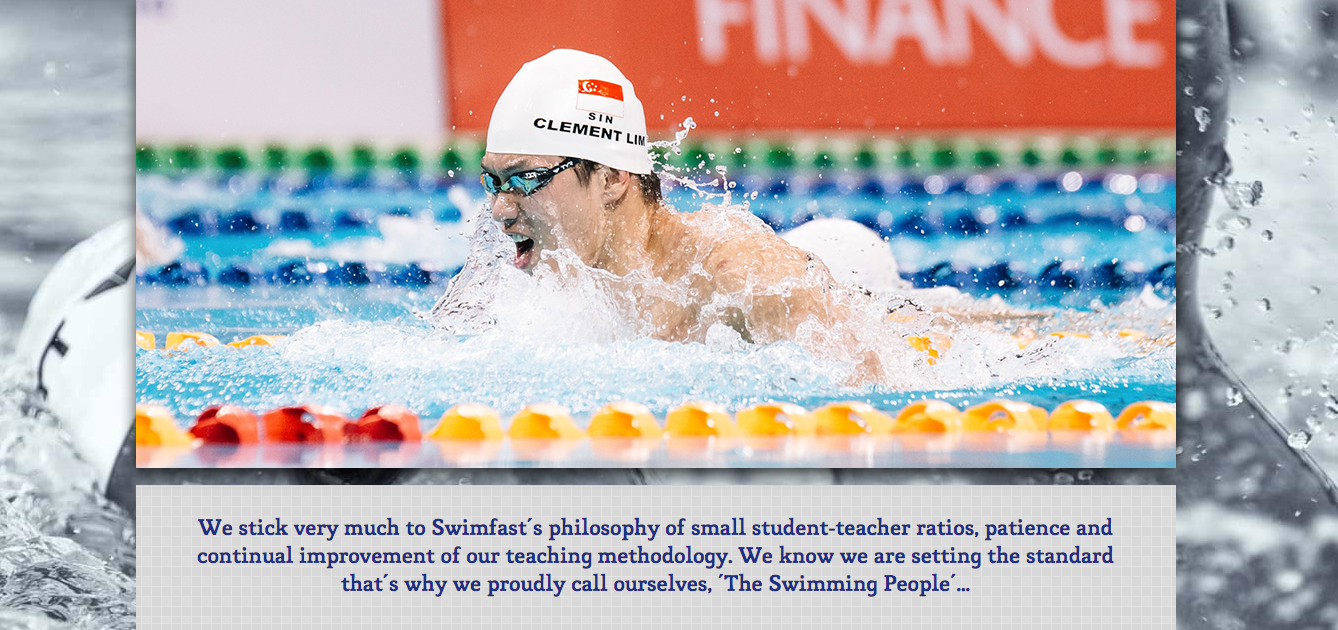 FINANCE
SIN
CLEMENT LIM
TYR
We stick very much to Swimfast´s philosophy of small student-teacher ratios, patience and
continual improvement of our teaching methodology. We know we are setting the standard
that´s why we proudly call ourselves, ´The Swimming People´...